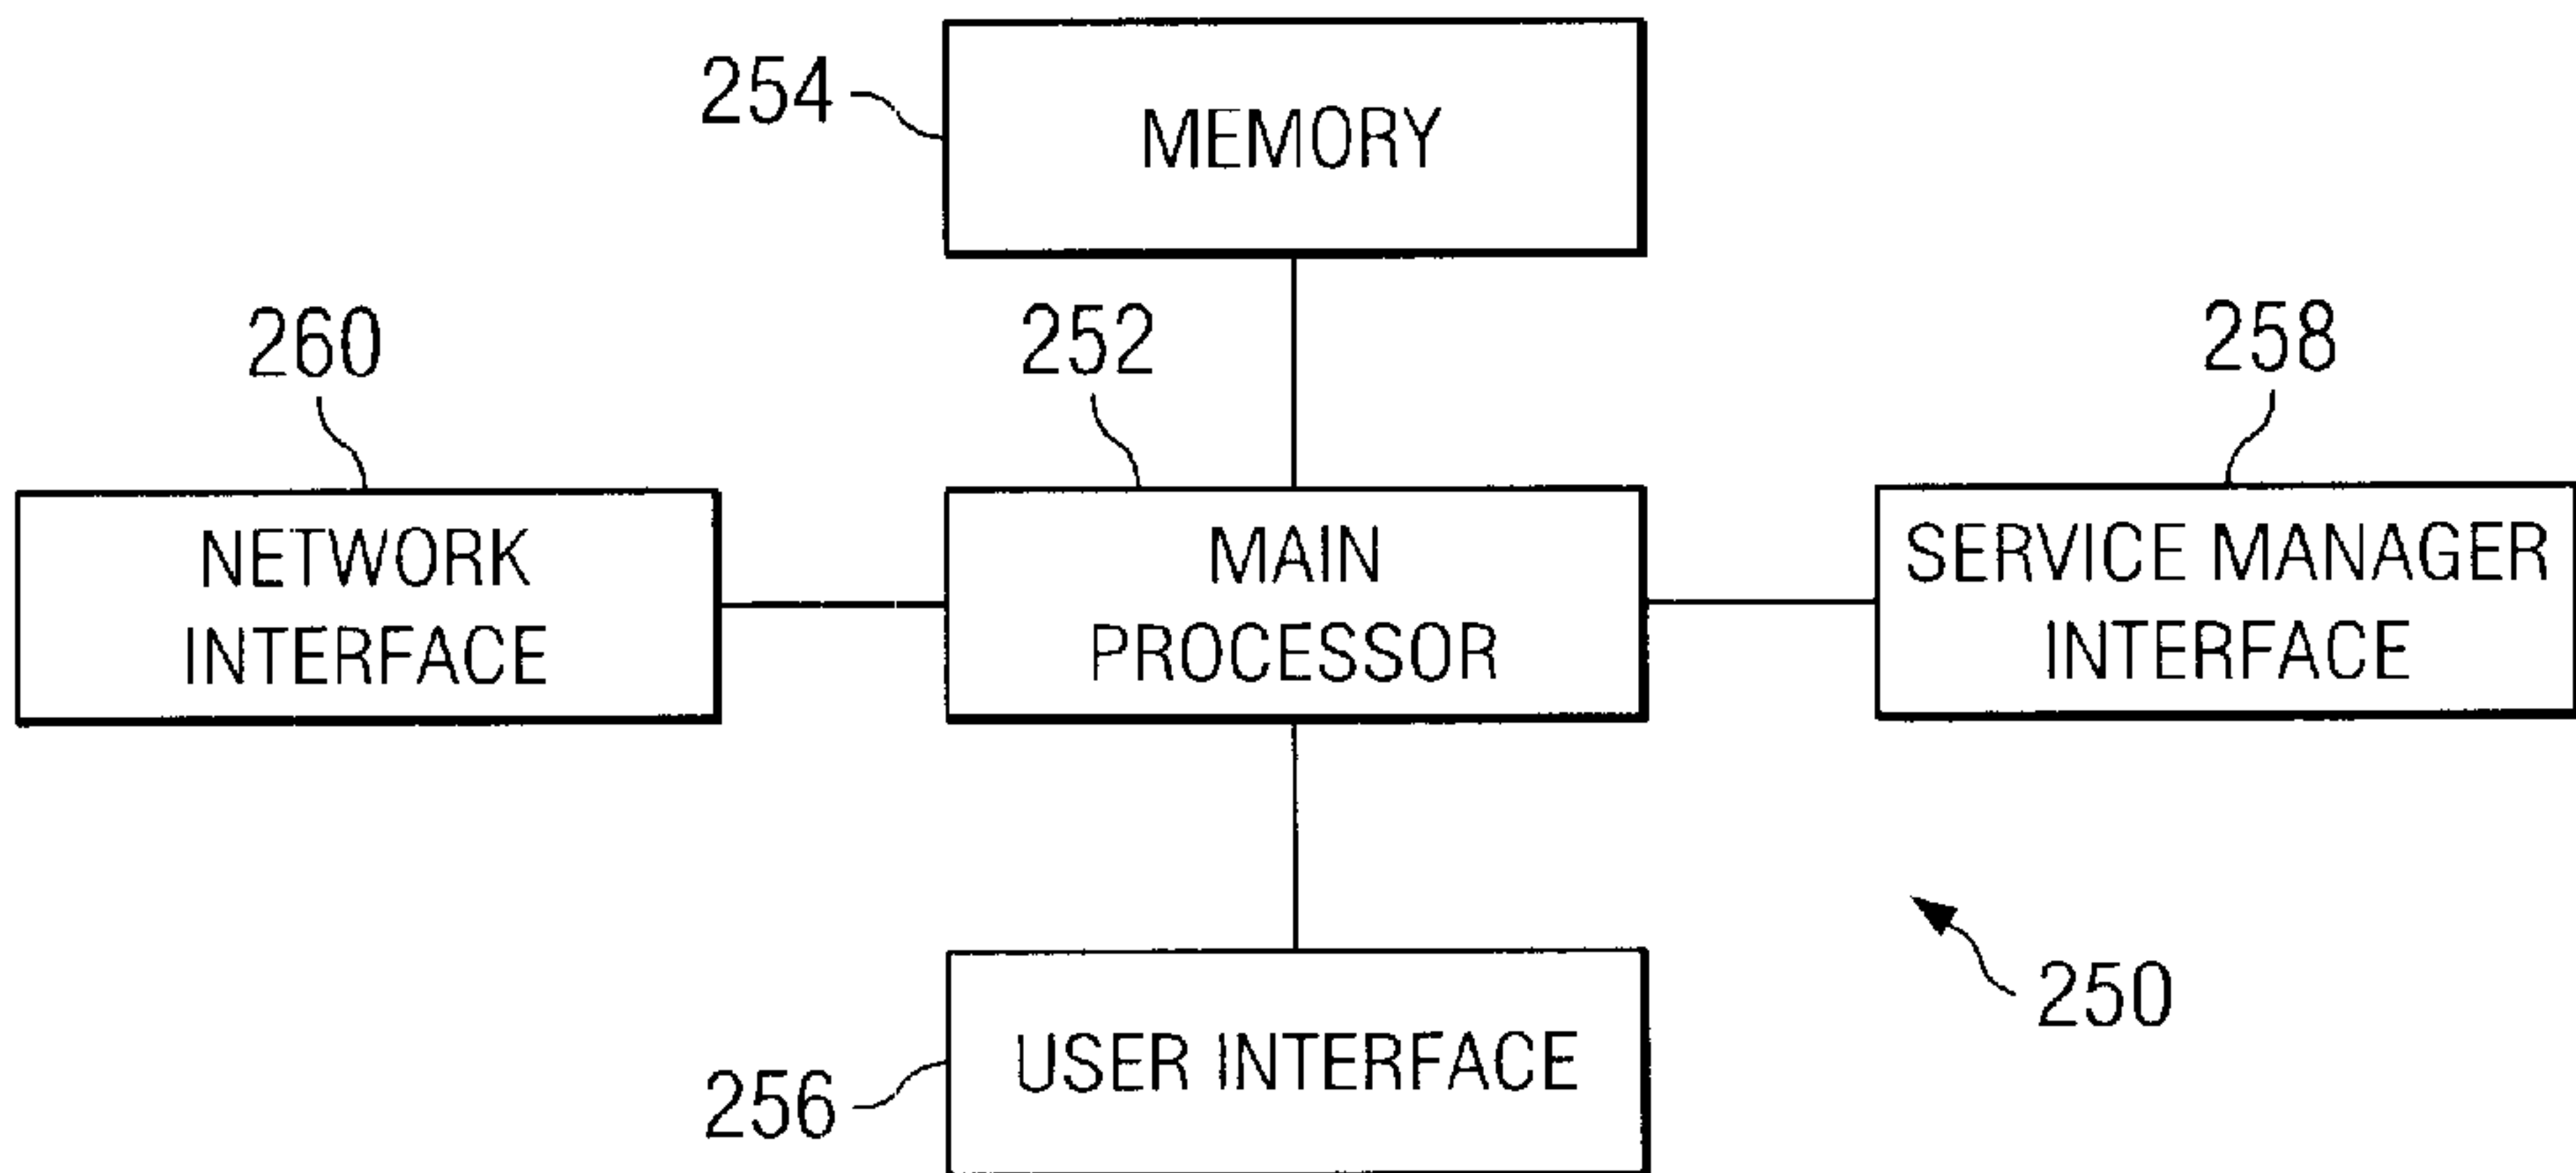 254
MEMORY
260
252
258
NETWORK
INTERFACE
MAIN
PROCESSOR
SERVICE MANAGER
INTERFACE
250
USER INTERFACE
256